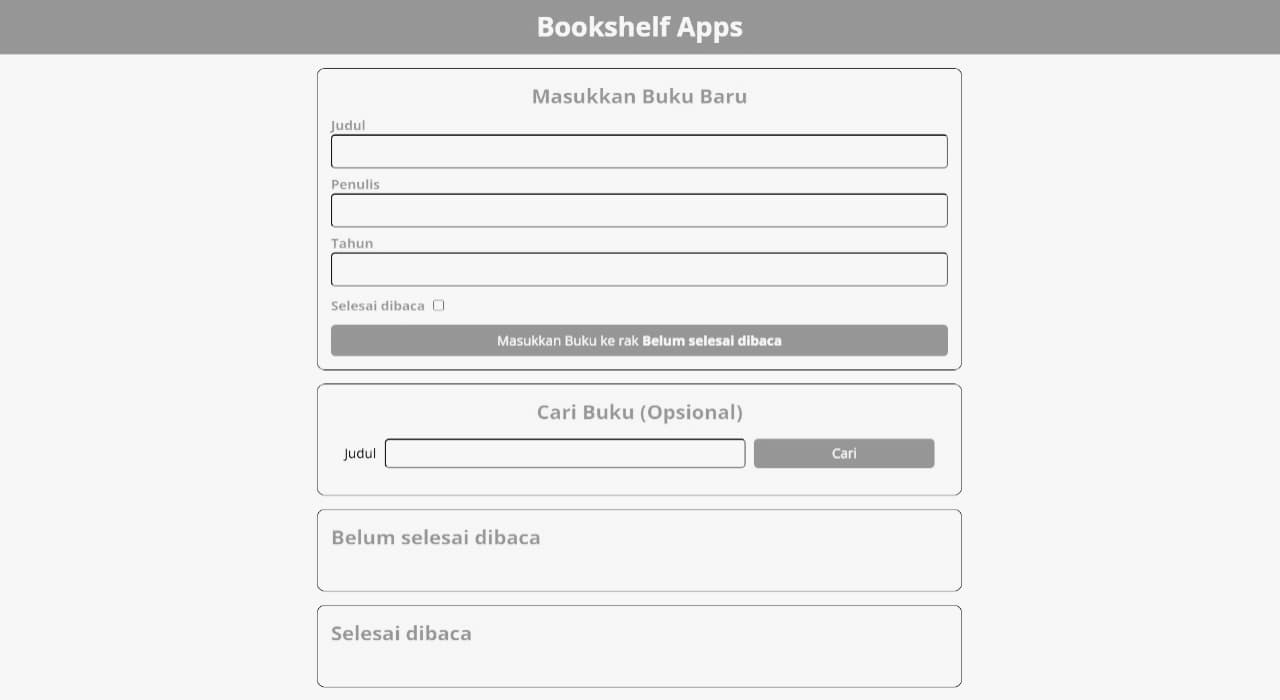 Bookshelf Apps
Masukkan Buku Baru
Judul
Penulis
Tahun
Selesai dibaca
Masukkan Buku ke rak Belum selesai dibaca
Cari Buku (Opsional)
Judul Cari
Belum selesai dibaca
Selesai dibaca